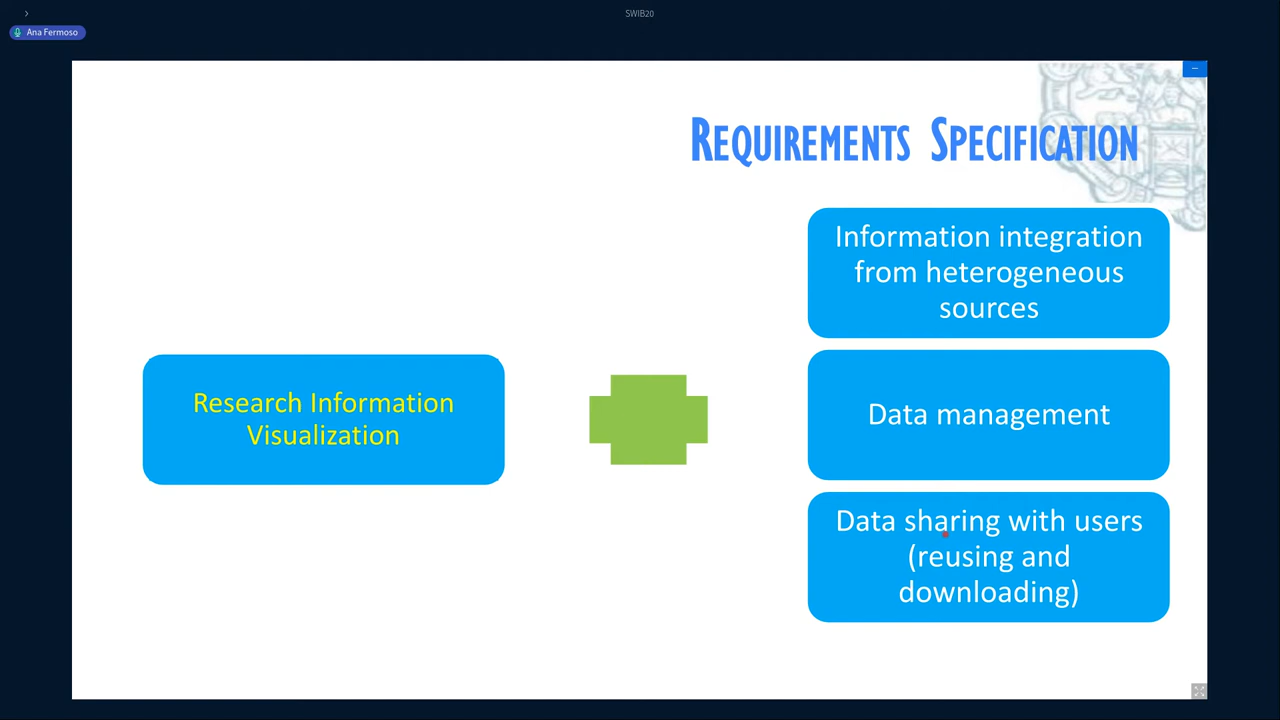 SWIB20
Ana Fermoso
REQUIREMENTS SPECIFICATION
Information integration
from heterogeneous
sources
Research Information
Visualization
Data management
Data sharing with users
(reusing and
downloading)